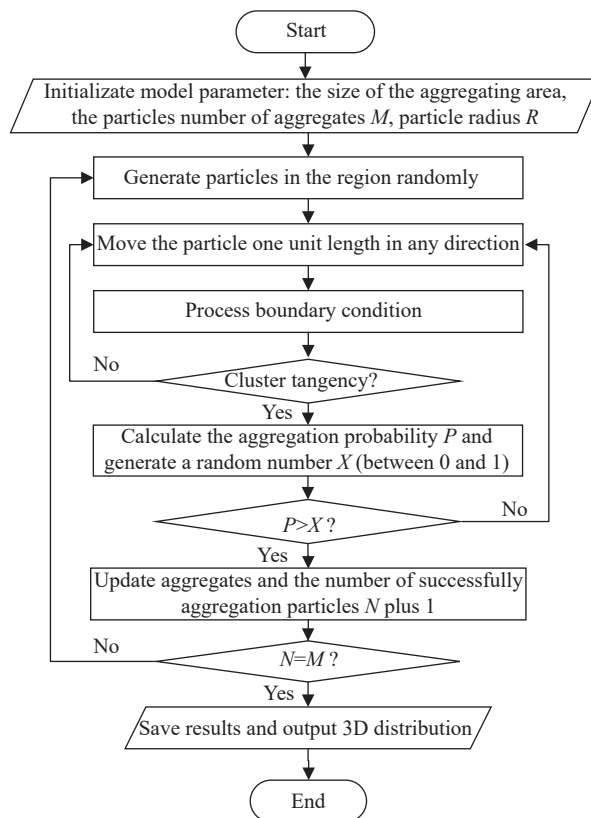 Start
Initializate model parameter: the size of the aggregating area,
the particles number of aggregates M, particle radius R
Generate particles in the region randomly
Move the particle one unit length in any direction
Process boundary condition
No
Cluster tangency?
Yes
Calculate the aggregation probability P and
generate a random number X (between 0 and 1)
P>X?
No
Yes
Update aggregates and the number of successfully
aggregation particles N plus 1
No
N=M?
Yes
Save results and output 3D distribution
End